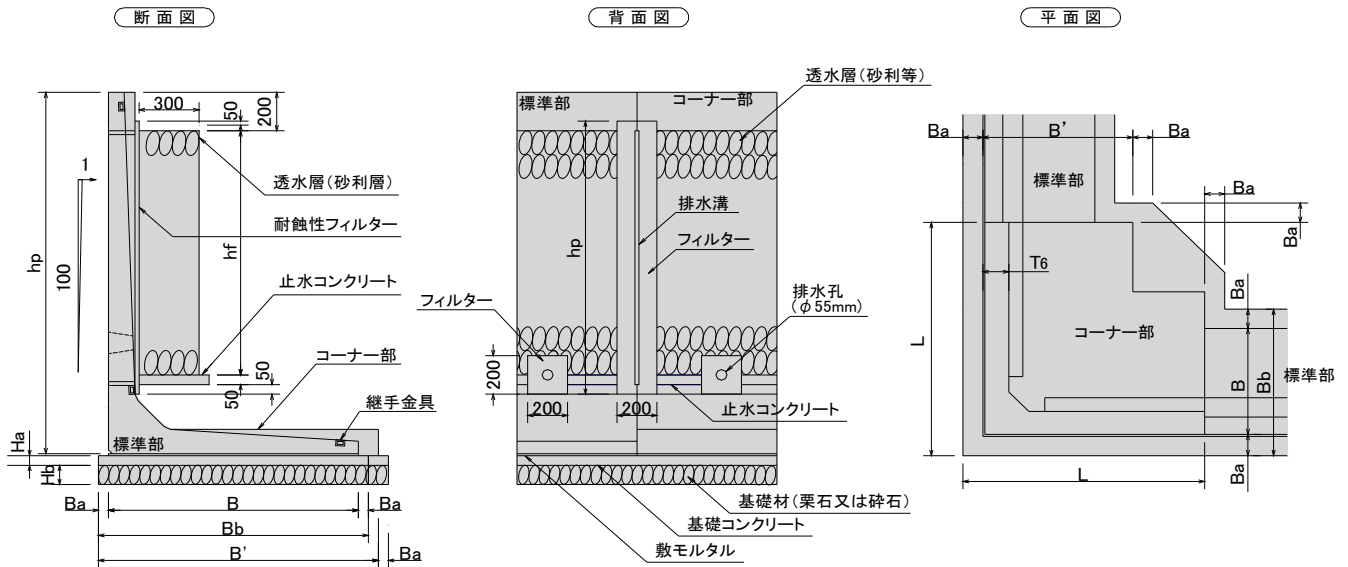 断面図
300
50
200
1
透水層(砂利層)
耐蝕性フィルター
hp
100
hf
止水コンクリート
コーナー部
50
50
継手金具
標準部
Ha
Hb
Ba
B
Ba
Bb
B'
Ba
背面図
透水層(砂利等)
標準部
コーナー部
排水溝
フィルター
hp
フィルター
排水孔
(φ55mm)
200
200
200
止水コンクリート
基礎材(栗石又は砕石)
基礎コンクリート
敷モルタル
平面図
Ba
B'
Ba
標準部
Ba
Ba
T6
Ba
コーナー部
L
B
Bb
標準部
Ba
L